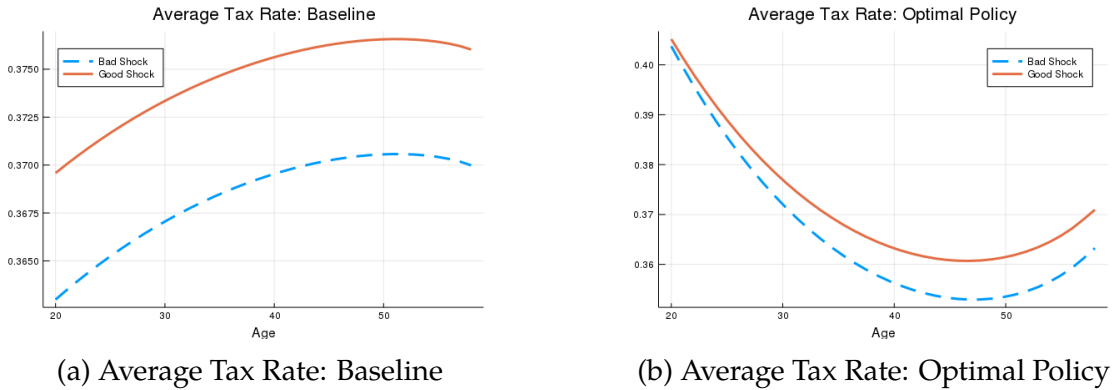 Average Tax Rate: Baseline
Bad Shock
Good Shock
0.3750
0.3725
0.3700
0.3675
0.3650
20
30
40
50
Age
(a) Average Tax Rate: Baseline
Average Tax Rate: Optimal Policy
Bad Shock
Good Shock
0.40
0.39
0.38
0.37
0.36
20
30
40
50
Age
(b) Average Tax Rate: Optimal Policy